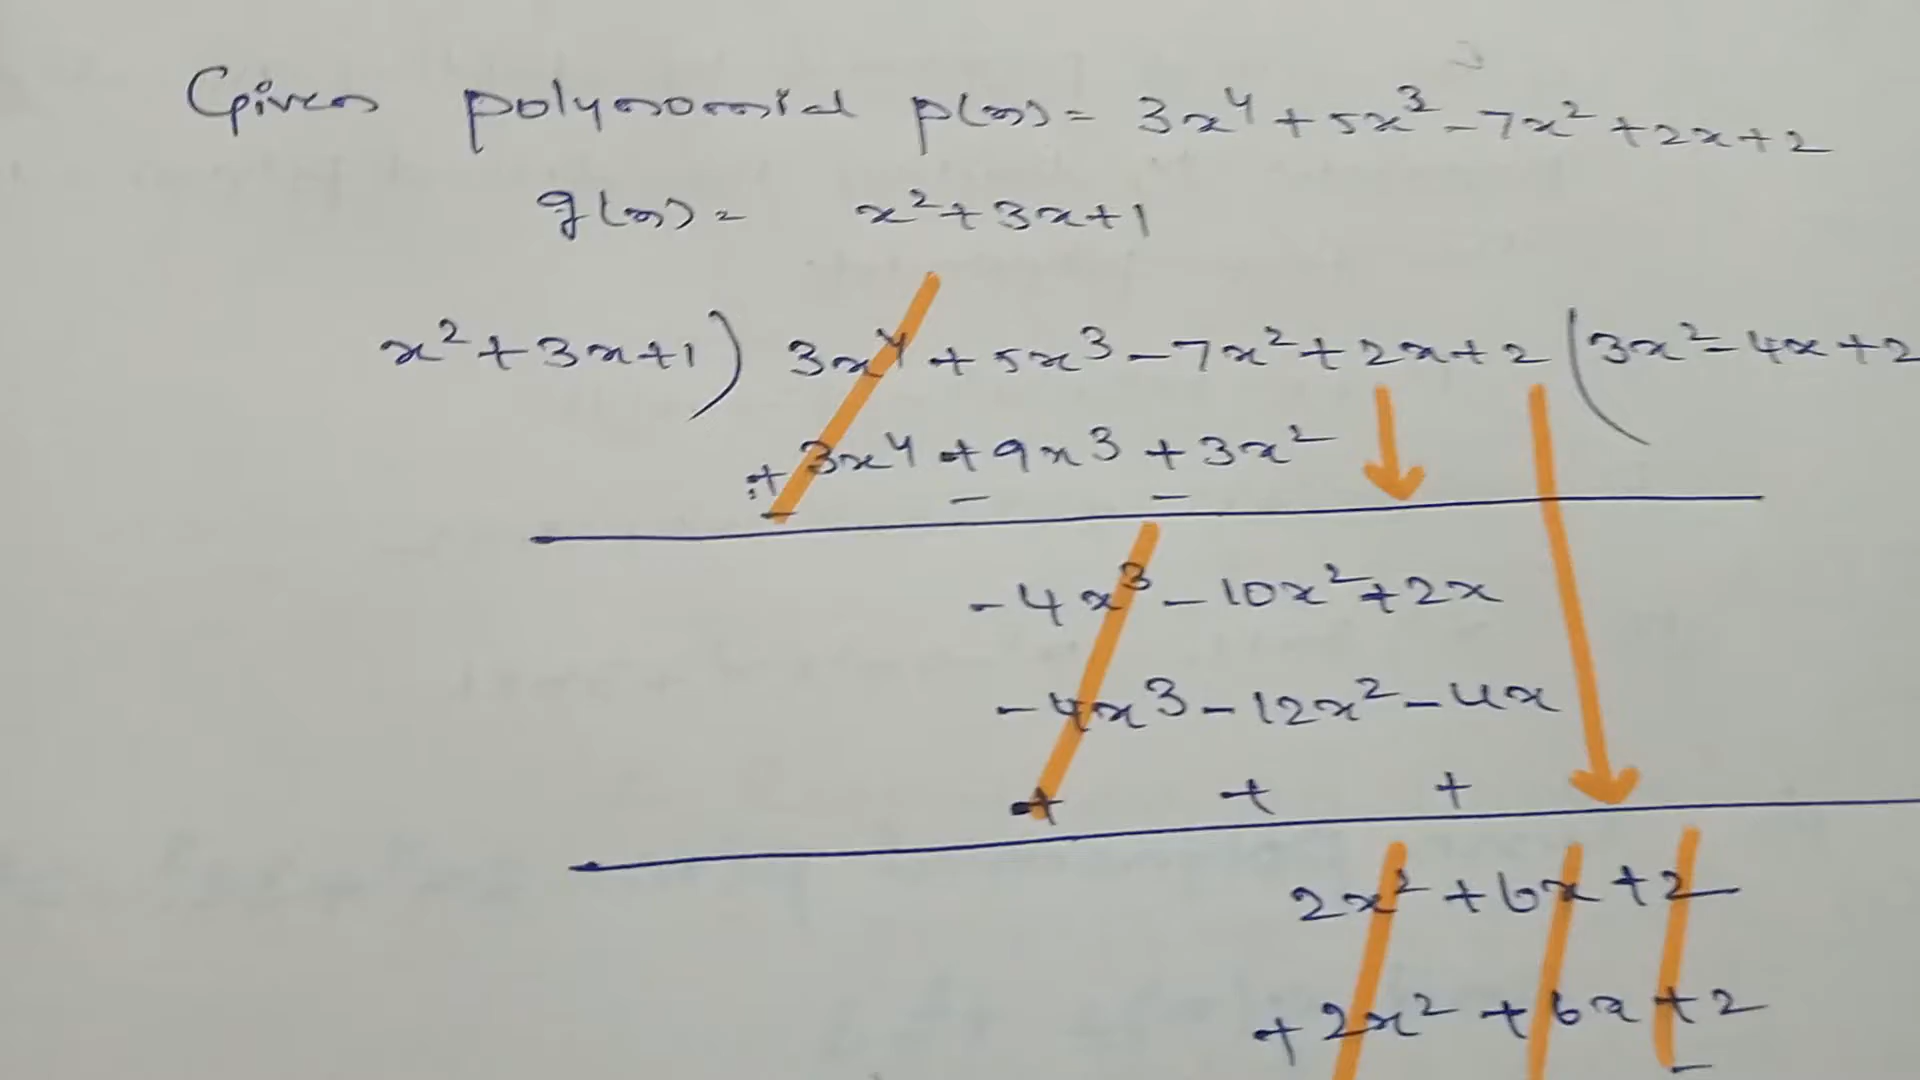 Given polynomial p(x) = 3x⁴ + 5x³ - 7x² + 2x + 2
g(x) = x² + 3x + 1
x² + 3x + 1 ) 3x⁴ + 5x³ - 7x² + 2x + 2 ( 3x² - 4x + 2
+ 3x⁴ + 9x³ + 3x²
- - -
- 4x³ - 10x² + 2x
- 4x³ - 12x² - 4x
+ + +
2x² + 6x + 2
+ 2x² + 6x + 2
-